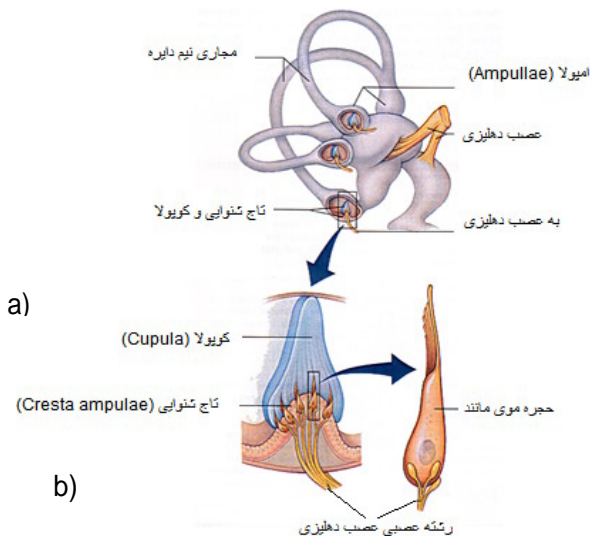 مجاری نیم دایره
امپولا (Ampullae)
عصب دهلیزی
تاج شنوایی و کوپولا
به عصب دهلیزی
a)
کوپولا (Cupula)
تاج شنوایی (Cresta ampulae)
حجره موی مانند
b)
رشته عصبی عصب دهلیزی